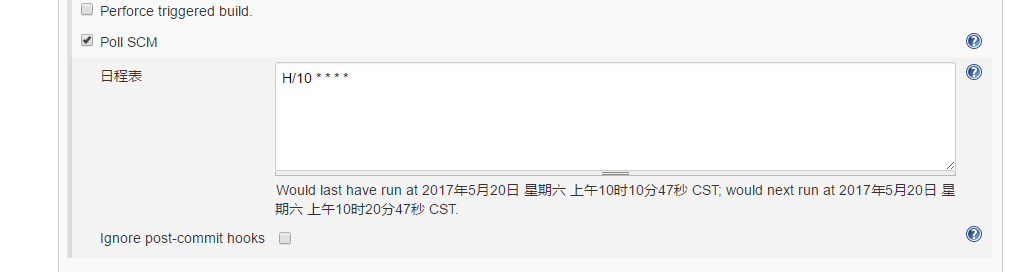 Perforce triggered build.
Poll SCM
日程表
H/10 * * * *
Would last have run at 2017年5月20日 星期六 上午10时10分47秒 CST; would next run at 2017年5月20日 星
期六 上午10时20分47秒 CST.
Ignore post-commit hooks